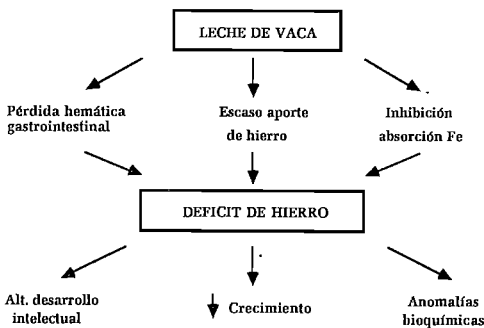 LECHE DE VACA
Pérdida hemática
gastrointestinal
Escaso aporte
de hierro
Inhibición
absorción Fe
DEFICIT DE HIERRO
Alt. desarrollo
intelectual
Crecimiento
Anomalías
bioquímicas